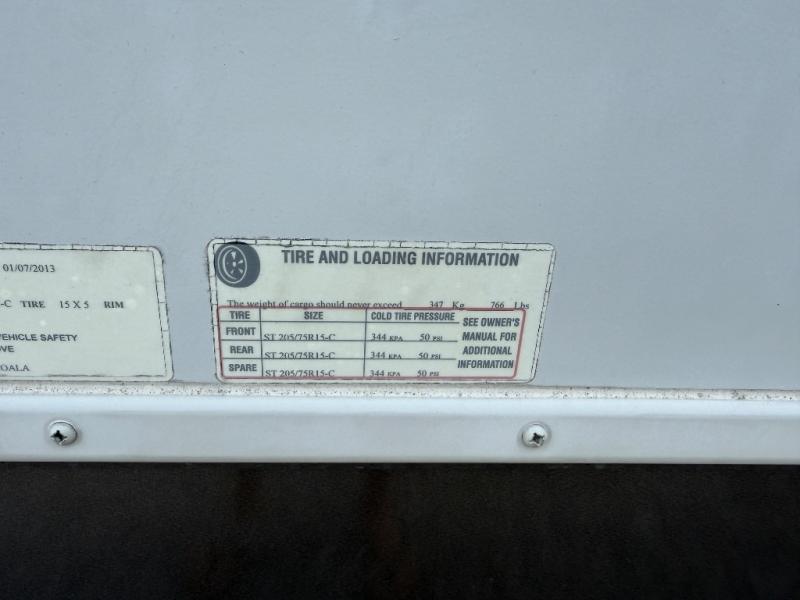 01/07/2013
-C TIRE 15 X 5 RIM
VEHICLE SAFETY
OVE
OALA
TIRE AND LOADING INFORMATION
The weight of cargo should never exceed 347 Kg 766 Lbs
TIRE SIZE COLD TIRE PRESSURE
FRONT ST 205/75R15-C 344 KPA 50 PSI
REAR ST 205/75R15-C 344 KPA 50 PSI
SPARE ST 205/75R15-C 344 KPA 50 PSI
SEE OWNER'S
MANUAL FOR
ADDITIONAL
INFORMATION